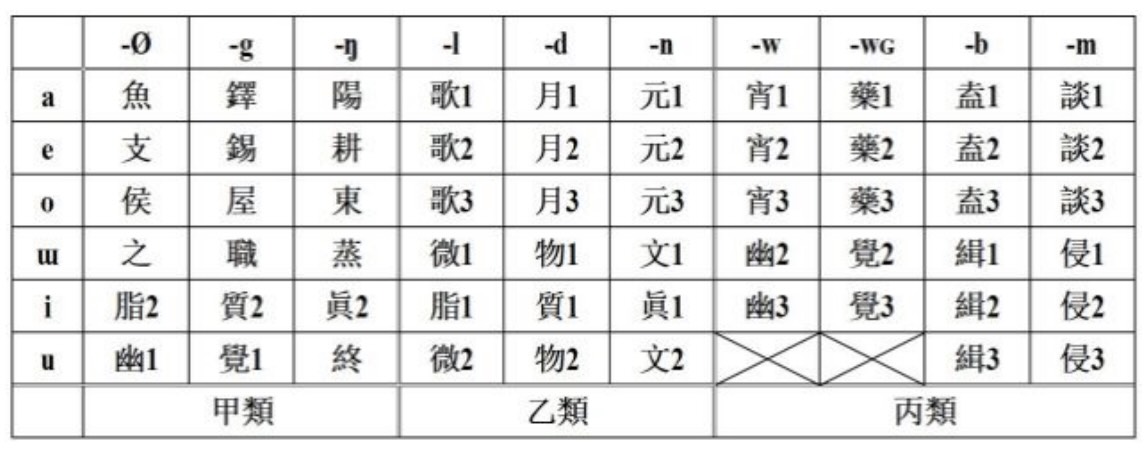 -Ø -g -ŋ -l -d -n -w -wG -b -m
a 魚 鐸 陽 歌1 月1 元1 宵1 藥1 盍1 談1
e 支 錫 耕 歌2 月2 元2 宵2 藥2 盍2 談2
o 侯 屋 東 歌3 月3 元3 宵3 藥3 盍3 談3
ɯ 之 職 蒸 微1 物1 文1 幽2 覺2 緝1 侵1
i 脂2 質2 眞2 脂1 質1 眞1 幽3 覺3 緝2 侵2
u 幽1 覺1 終 微2 物2 文2 緝3 侵3
甲類 乙類 丙類